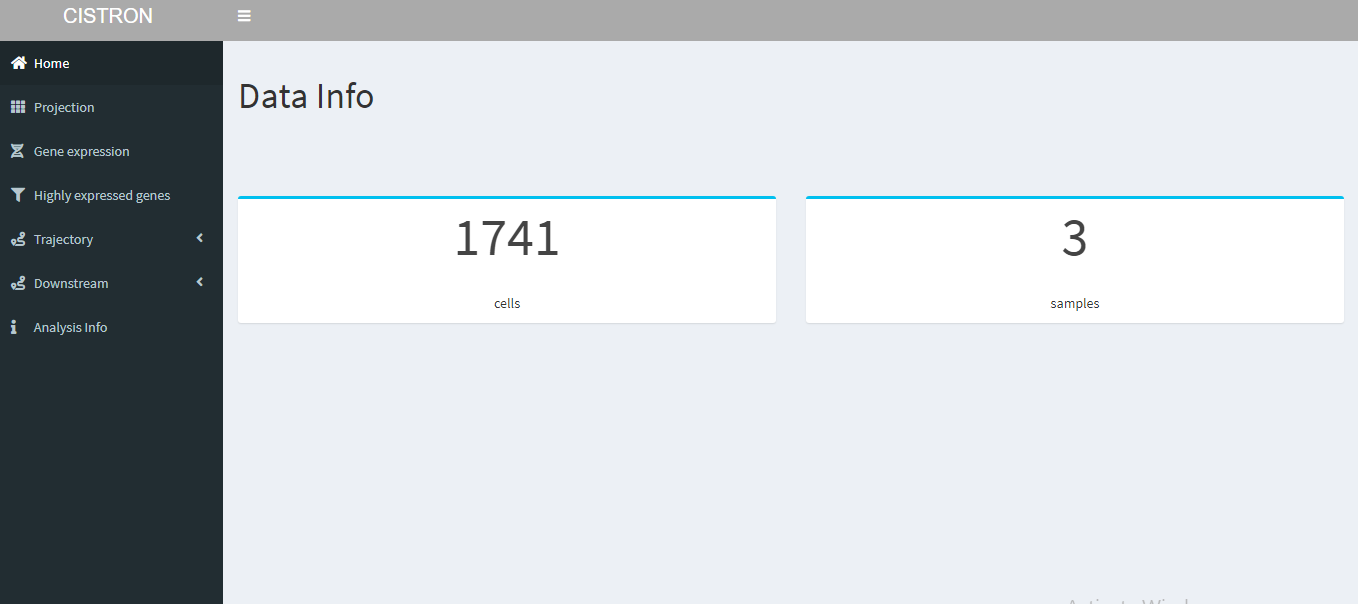 CISTRON
Home
Projection
Gene expression
Highly expressed genes
Trajectory
Downstream
Analysis Info
Data Info
1741
cells
3
samples